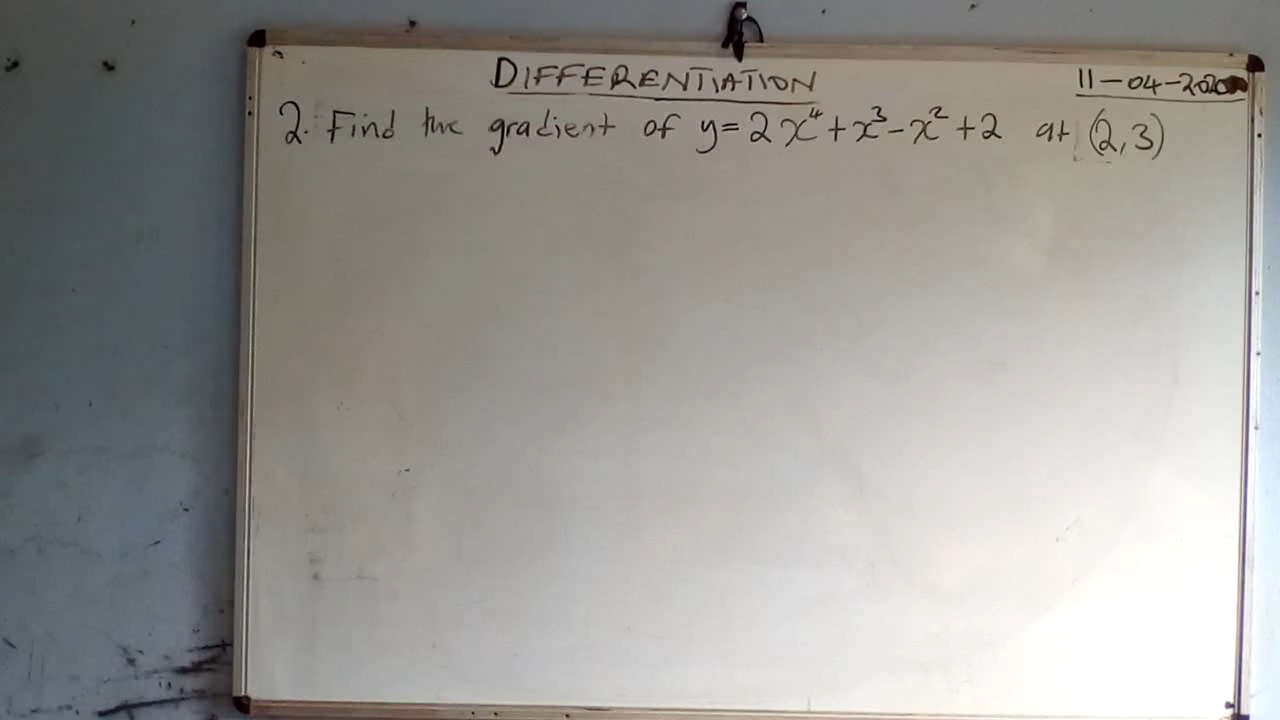 DIFFERENTIATION 11-04-2020
2. Find the gradient of y=2x⁴+x³-x²+2 at (2,3)